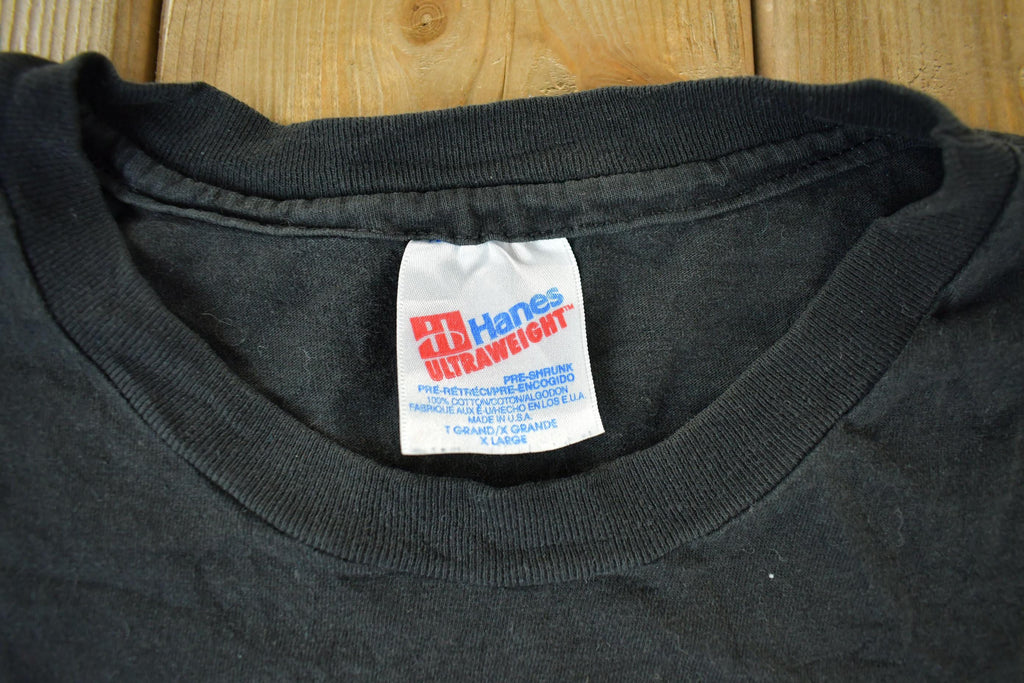 Hanes
ULTRAWEIGHT™
PRE-SHRUNK
PRÉ-RÉTRÉCI/PRE-ENCOGIDO
100% COTTON/COTON/ALGODON
FABRIQUÉ AUX É-U/HECHO EN LOS E.U.A.
MADE IN U.S.A.
T GRAND/X GRANDE
X LARGE